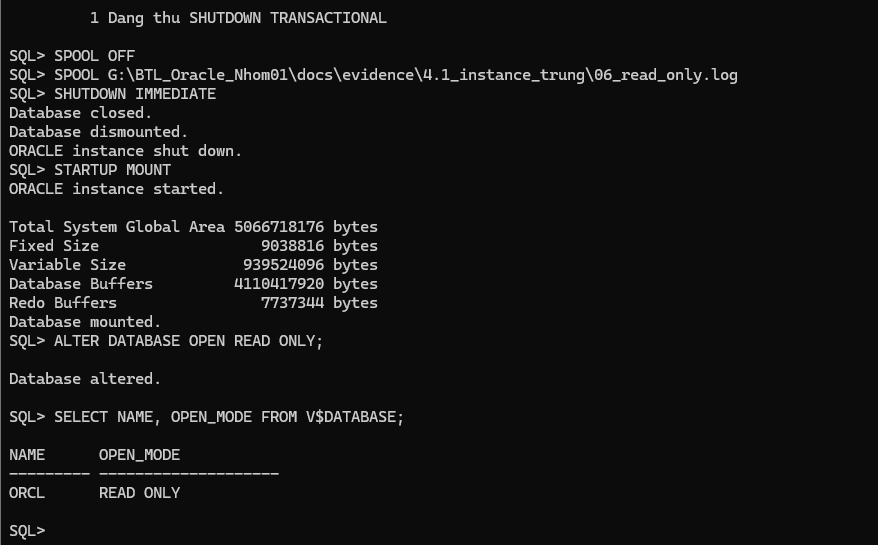 1 Dang thu SHUTDOWN TRANSACTIONAL
SQL> SPOOL OFF
SQL> SPOOL G:\BTL_Oracle_Nhom01\docs\evidence\4.1_instance_trung\06_read_only.log
SQL> SHUTDOWN IMMEDIATE
Database closed.
Database dismounted.
ORACLE instance shut down.
SQL> STARTUP MOUNT
ORACLE instance started.
Total System Global Area 5066718176 bytes
Fixed Size                  9038816 bytes
Variable Size             939524096 bytes
Database Buffers         4110417920 bytes
Redo Buffers                7737344 bytes
Database mounted.
SQL> ALTER DATABASE OPEN READ ONLY;
Database altered.
SQL> SELECT NAME, OPEN_MODE FROM V$DATABASE;
NAME      OPEN_MODE
--------- --------------------
ORCL      READ ONLY
SQL>